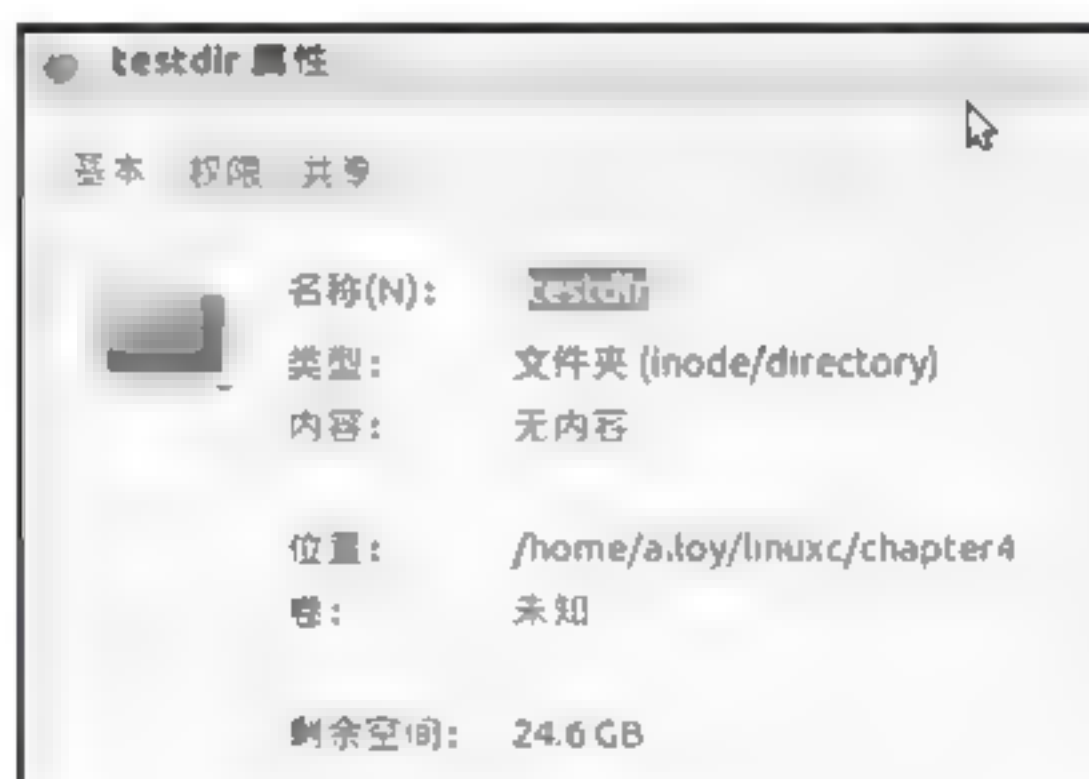 testdir 属性
基本 权限 共享
名称(N): testdir
类型: 文件夹 (inode/directory)
内容: 无内容
位置: /home/alloy/linuxc/chapter4
卷: 未知
剩余空间: 24.6 GB